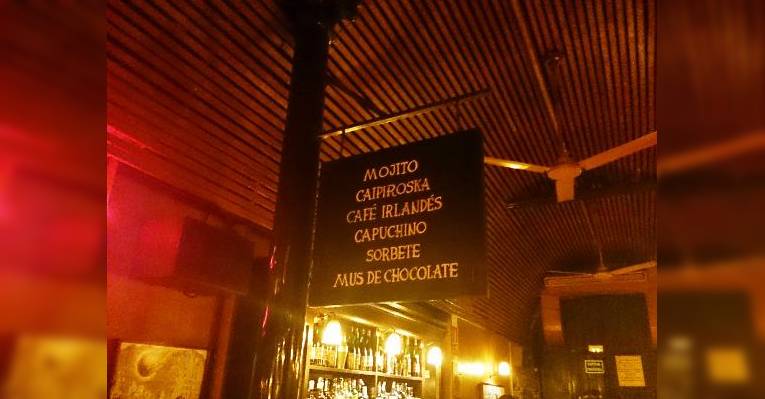 MOJITO
CAIPIROSKA
CAFÉ IRLANDÉS
CAPUCHINO
SORBETE
MUS DE CHOCOLATE